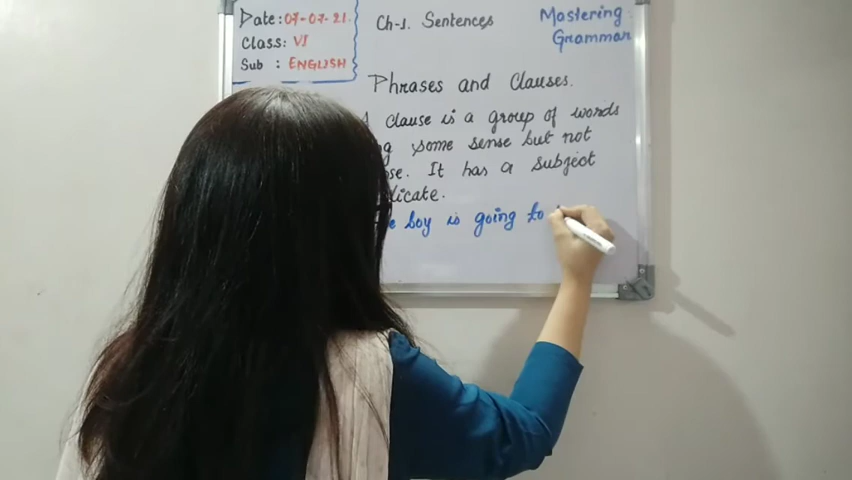 Date: 07-07-21.
Class: VI
Sub : ENGLISH
Ch-1. Sentences
Mastering
Grammar
Phrases and Clauses.
A clause is a group of words
some sense but not
It has a subject
boy is going to